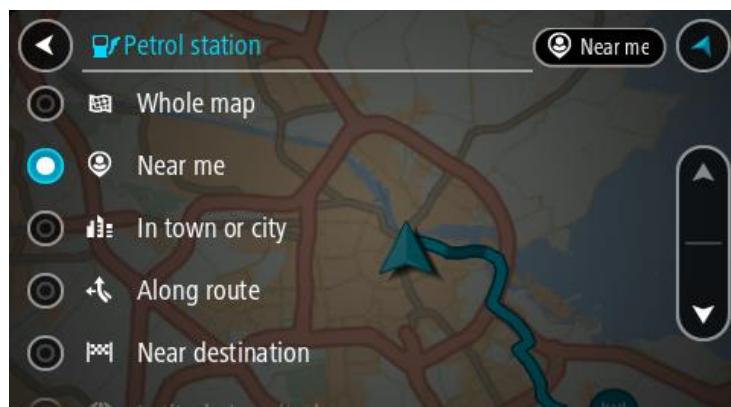 Petrol station
Near me
Whole map
Near me
In town or city
Along route
Near destination